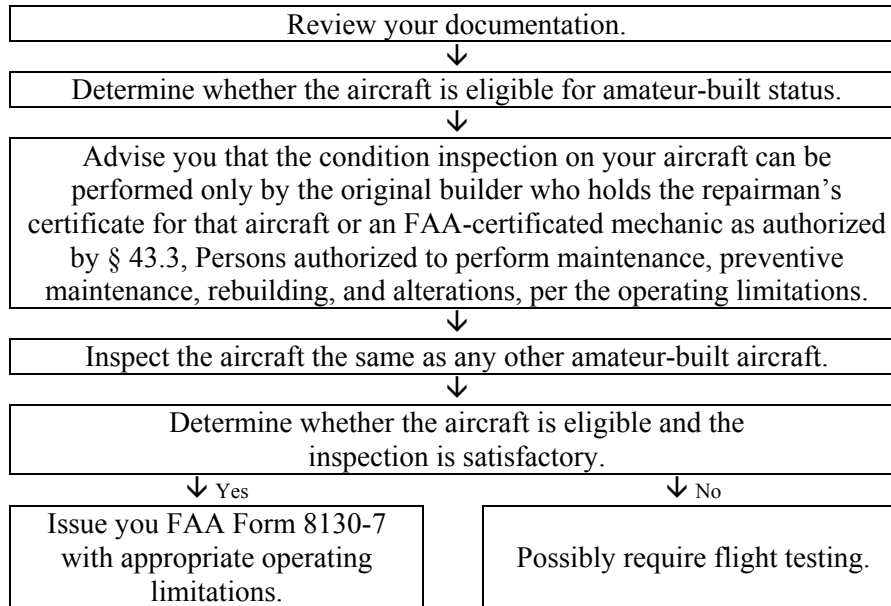 Review your documentation.
↓
Determine whether the aircraft is eligible for amateur-built status.
↓
Advise you that the condition inspection on your aircraft can be
performed only by the original builder who holds the repairman’s
certificate for that aircraft or an FAA-certificated mechanic as authorized
by § 43.3, Persons authorized to perform maintenance, preventive
maintenance, rebuilding, and alterations, per the operating limitations.
↓
Inspect the aircraft the same as any other amateur-built aircraft.
↓
Determine whether the aircraft is eligible and the
inspection is satisfactory.
↓ Yes
↓ No
Issue you FAA Form 8130-7
with appropriate operating
limitations.
Possibly require flight testing.